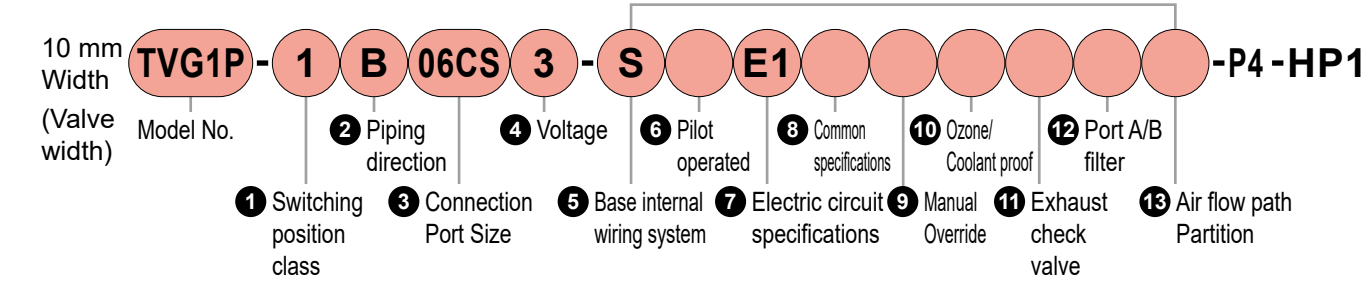 10 mm
Width
(Valve
width)
TVG1P - 1 B 06CS 3 - S E1 -P4 -HP1
Model No.
2 Piping
direction
4 Voltage
6 Pilot
operated
8 Common
specifications
10 Ozone/
Coolant proof
12 Port A/B
filter
1 Switching
position
class
3 Connection
Port Size
5 Base internal
wiring system
7 Electric circuit
specifications
9 Manual
Override
11 Exhaust
check
valve
13 Air flow path
Partition